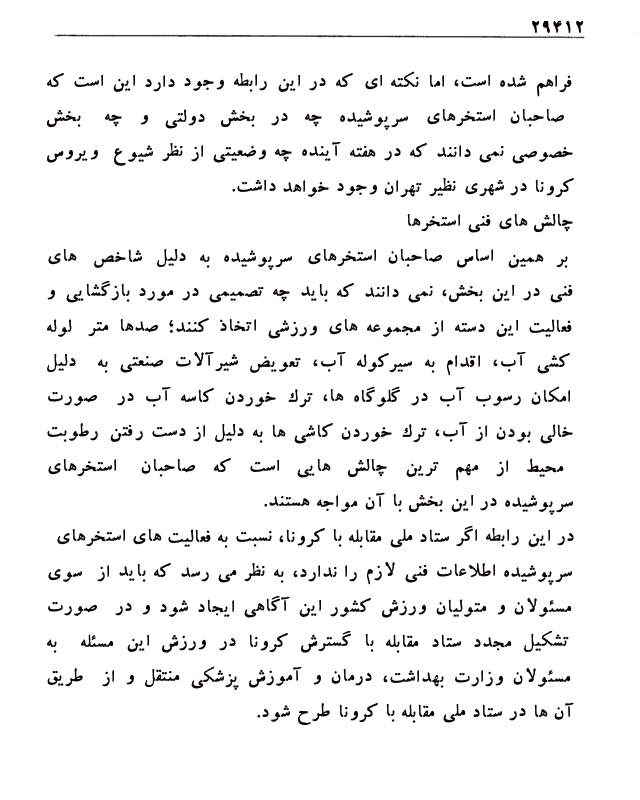 ۲۹۴۱۲
فراهم شده است، اما نکته ای که در این رابطه وجود دارد این است که
صاحبان استخرهای سرپوشیده چه در بخش دولتی و چه بخش
خصوصی نمی دانند که در هفته آینده چه وضعیتی از نظر شیوع ویروس
کرونا در شهری نظیر تهران وجود خواهد داشت.
چالش های فنی استخرها
بر همین اساس صاحبان استخرهای سرپوشیده به دلیل شاخص های
فنی در این بخش، نمی دانند که باید چه تصمیمی در مورد بازگشایی و
فعالیت این دسته از مجموعه های ورزشی اتخاذ کنند؛ صدها متر لوله
کشی آب، اقدام به سیرکوله آب، تعویض شیرآلات صنعتی به دلیل
امکان رسوب آب در گلوگاه ها، ترك خوردن کاسه آب در صورت
خالی بودن از آب، ترك خوردن کاشی ها به دلیل از دست رفتن رطوبت
محیط از مهم ترین چالش هایی است که صاحبان استخرهای
سرپوشیده در این بخش با آن مواجه هستند.
در این رابطه اگر ستاد ملی مقابله با کرونا، نسبت به فعالیت های استخرهای
سرپوشیده اطلاعات فنی لازم را ندارد، به نظر می رسد که باید از سوی
مسئولان و متولیان ورزش کشور این آگاهی ایجاد شود و در صورت
تشکیل مجدد ستاد مقابله با گسترش کرونا در ورزش این مسئله به
مسئولان وزارت بهداشت، درمان و آموزش پزشکی منتقل و از طریق
آن ها در ستاد ملی مقابله با کرونا طرح شود.